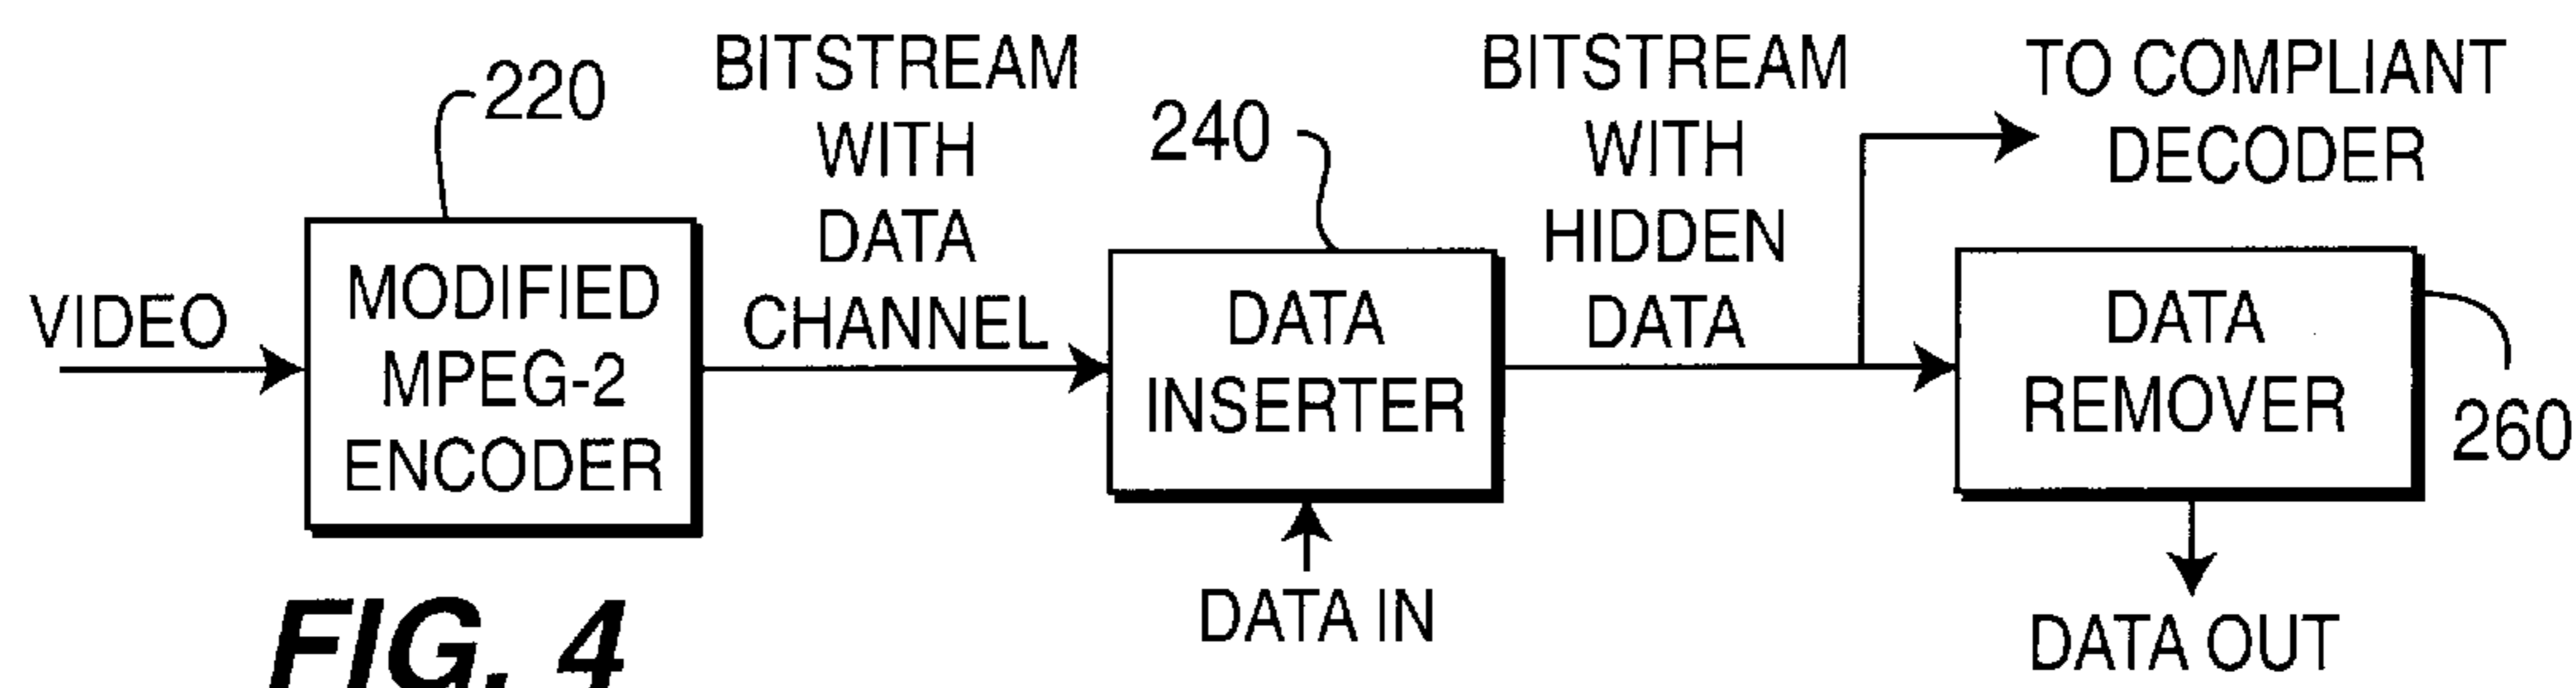 VIDEO
220
MODIFIED
MPEG-2
ENCODER
BITSTREAM
WITH
DATA
CHANNEL
240
DATA
INSERTER
DATA IN
BITSTREAM
WITH
HIDDEN
DATA
TO COMPLIANT
DECODER
DATA
REMOVER
260
DATA OUT
FIG. 4